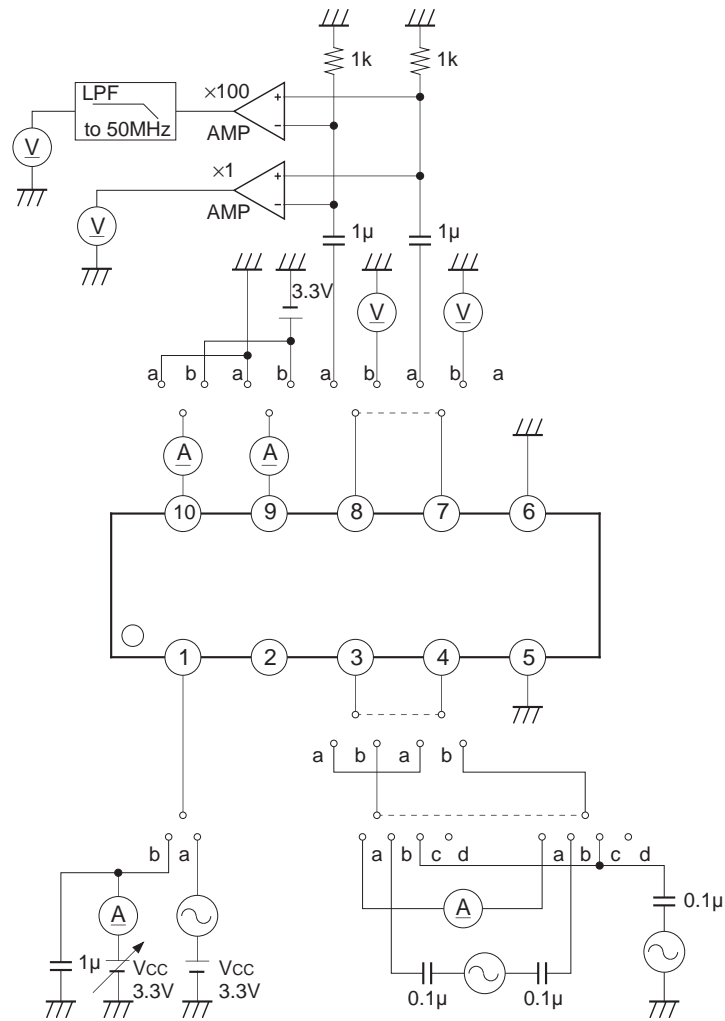 1k 1k
LPF
to 50MHz
×100
AMP
+
−
V
×1
AMP
+
−
V
1µ 1µ
3.3V
V V
a b a b a b a b a
A A
10 9 8 7 6
1 2 3 4 5
a b a b
b a
a b c d a b c d
A
1µ
VCC
3.3V
VCC
3.3V
A
0.1µ 0.1µ
0.1µ